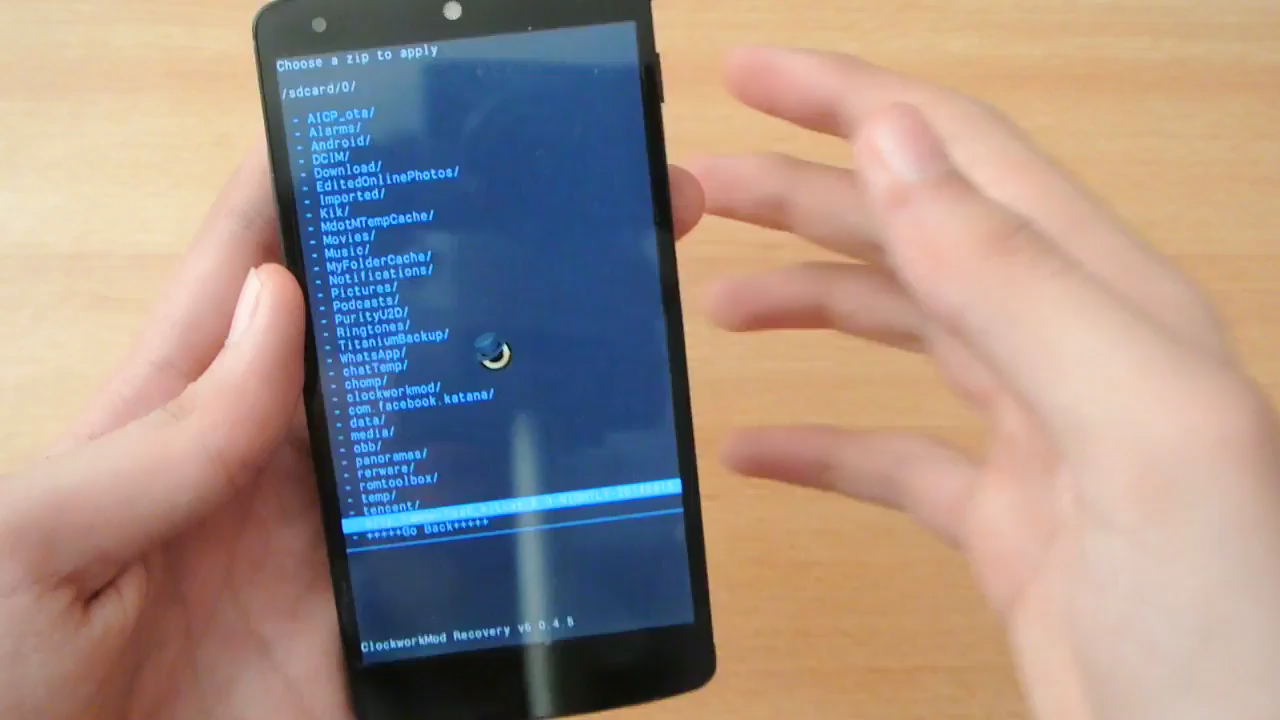 Choose a zip to apply
/sdcard/0/
- AICP_ota/
- Alarms/
- Android/
- DCIM/
- Download/
- EditedOnlinePhotos/
- Imported/
- Kik/
- MdotMTempCache/
- Movies/
- Music/
- MyFolderCache/
- Notifications/
- Pictures/
- Podcasts/
- PurityU2D/
- Ringtones/
- TitaniumBackup/
- WhatsApp/
- chatTemp/
- chomp/
- clockworkmod/
- com.facebook.katana/
- data/
- media/
- obb/
- panoramas/
- rerware/
- romtoolbox/
- temp/
- tencent/
- +++++Go Back+++++
ClockworkMod Recovery v6.0.4.5